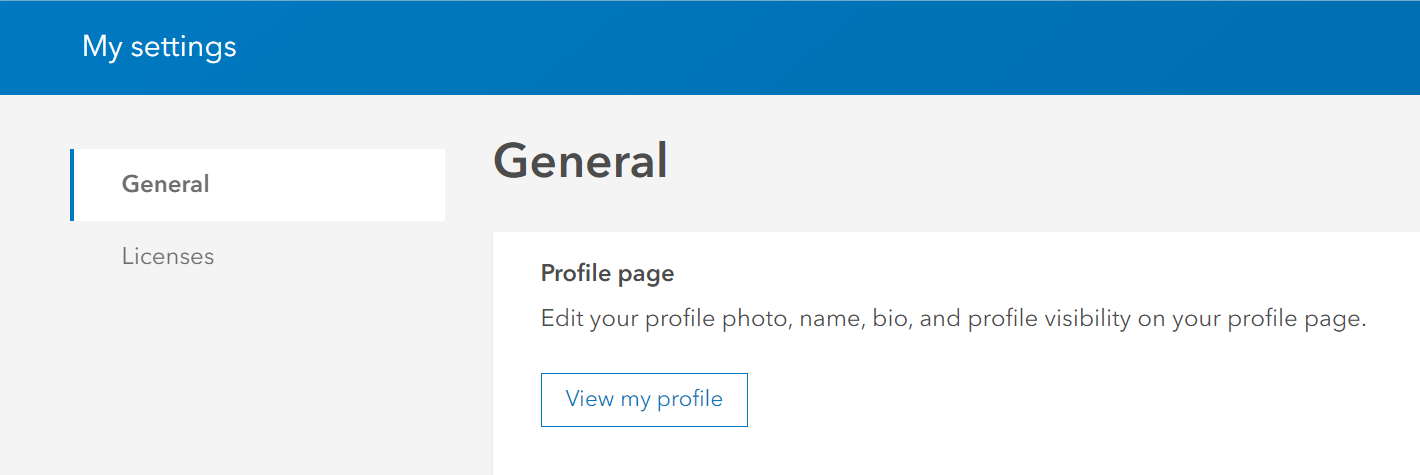 My settings
General
Licenses
General
Profile page
Edit your profile photo, name, bio, and profile visibility on your profile page.
View my profile